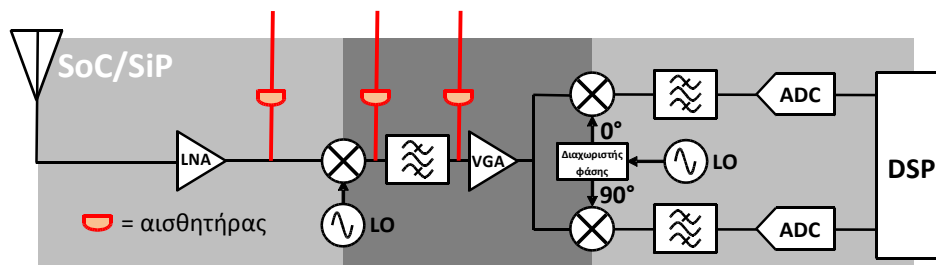 SoC/SiP
LNA
LO
= αισθητήρας
VGA
0°
Διαχωριστής
φάσης
90°
LO
ADC
ADC
DSP